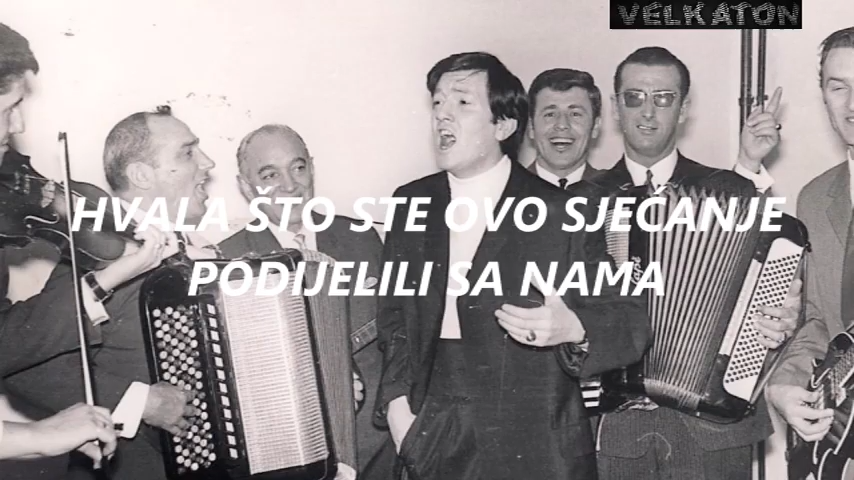 VELKATON
HVALA ŠTO STE OVO SJEĆANJE
PODIJELILI SA NAMA